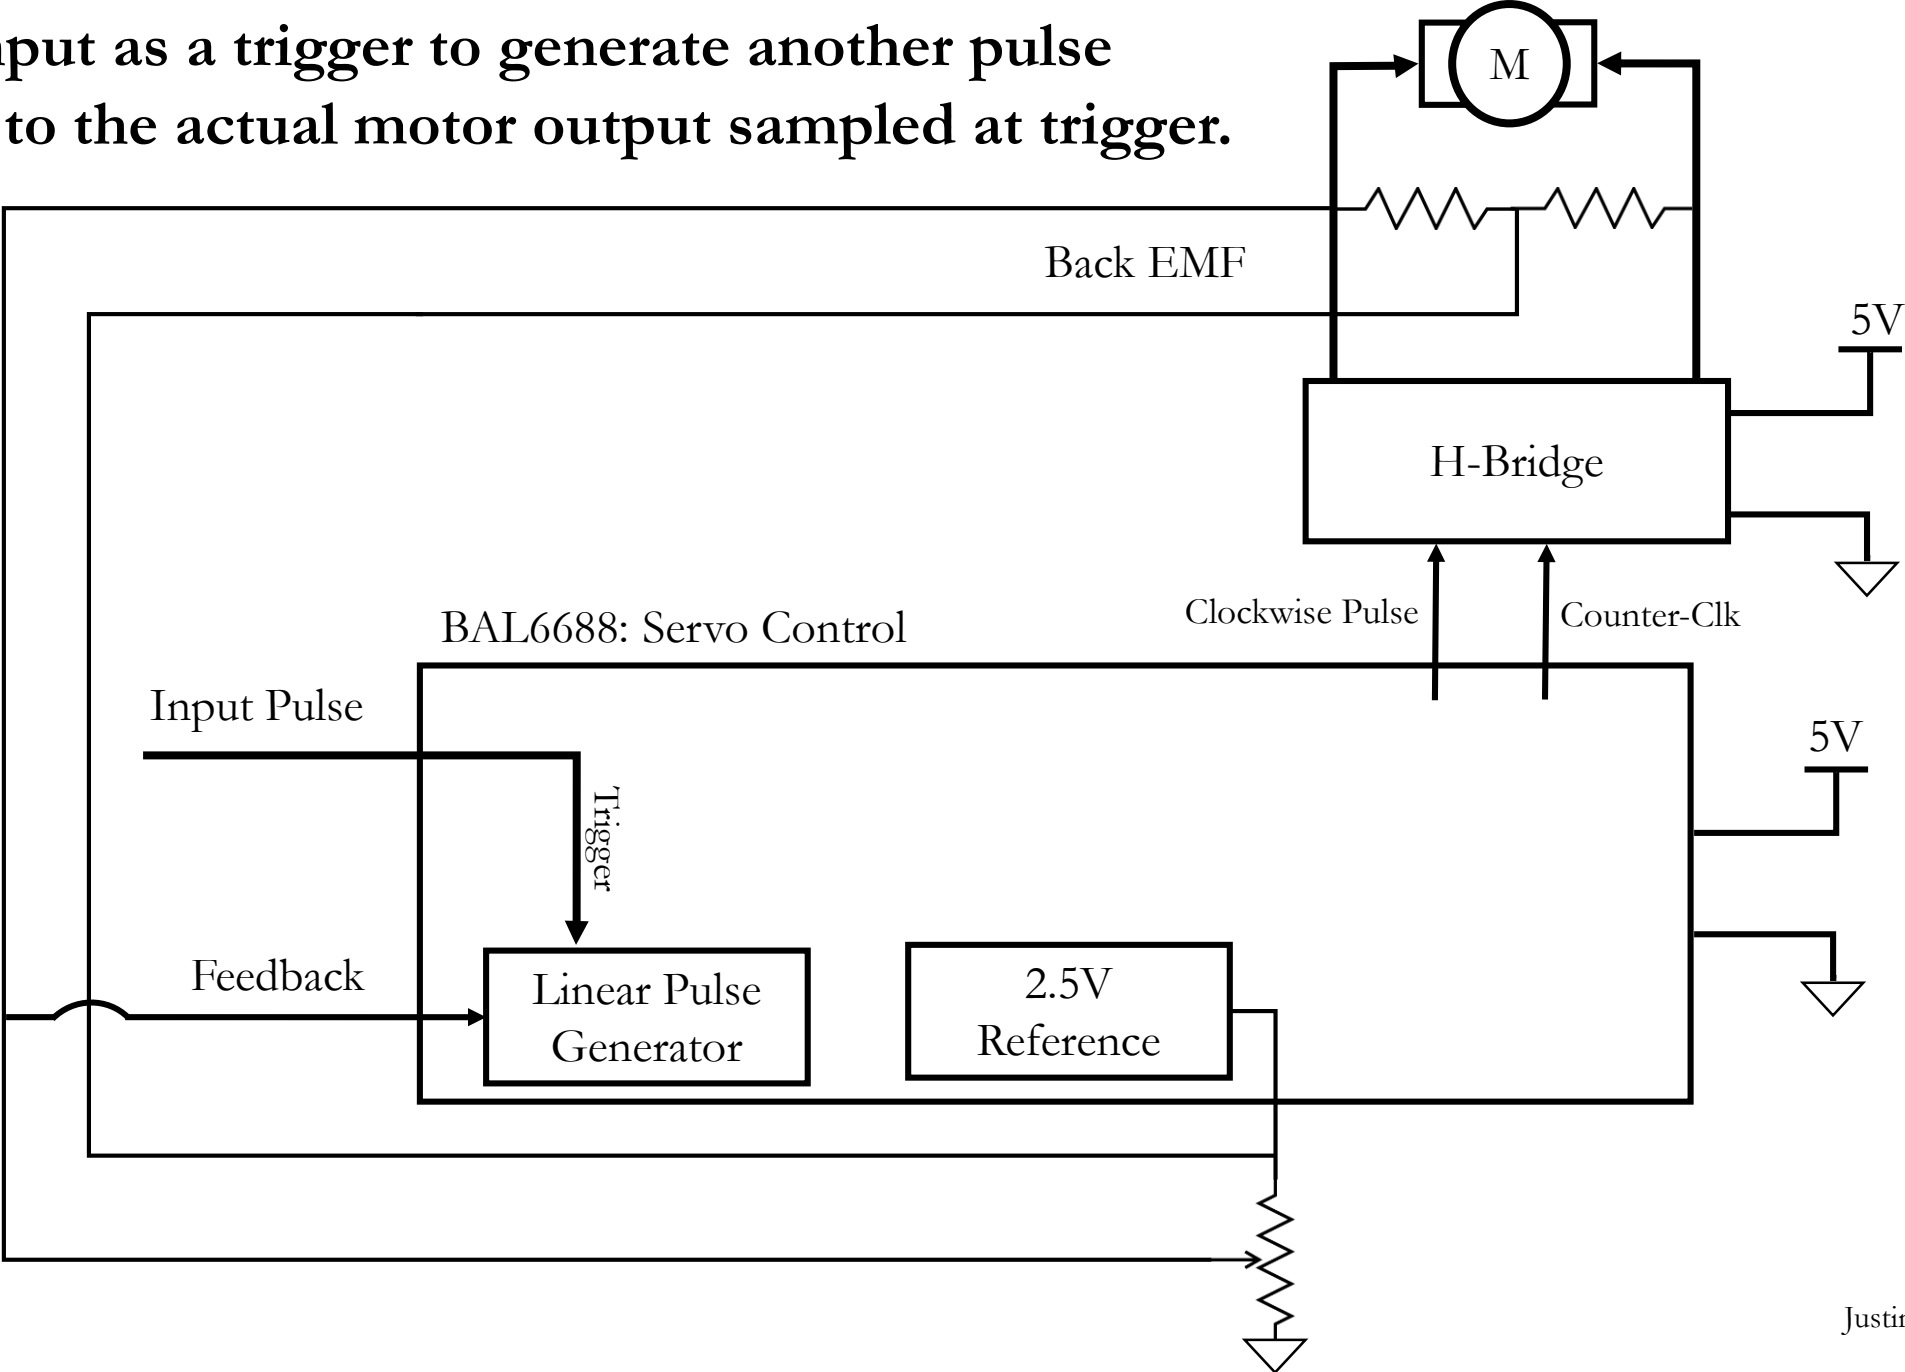 as a trigger to generate another pulse
to the actual motor output sampled at trigger.
M
Back EMF
5V
H-Bridge
Clockwise Pulse
Counter-Clk
BAL6688: Servo Control
Input Pulse
5V
Trigger
Feedback
Linear Pulse
Generator
2.5V
Reference